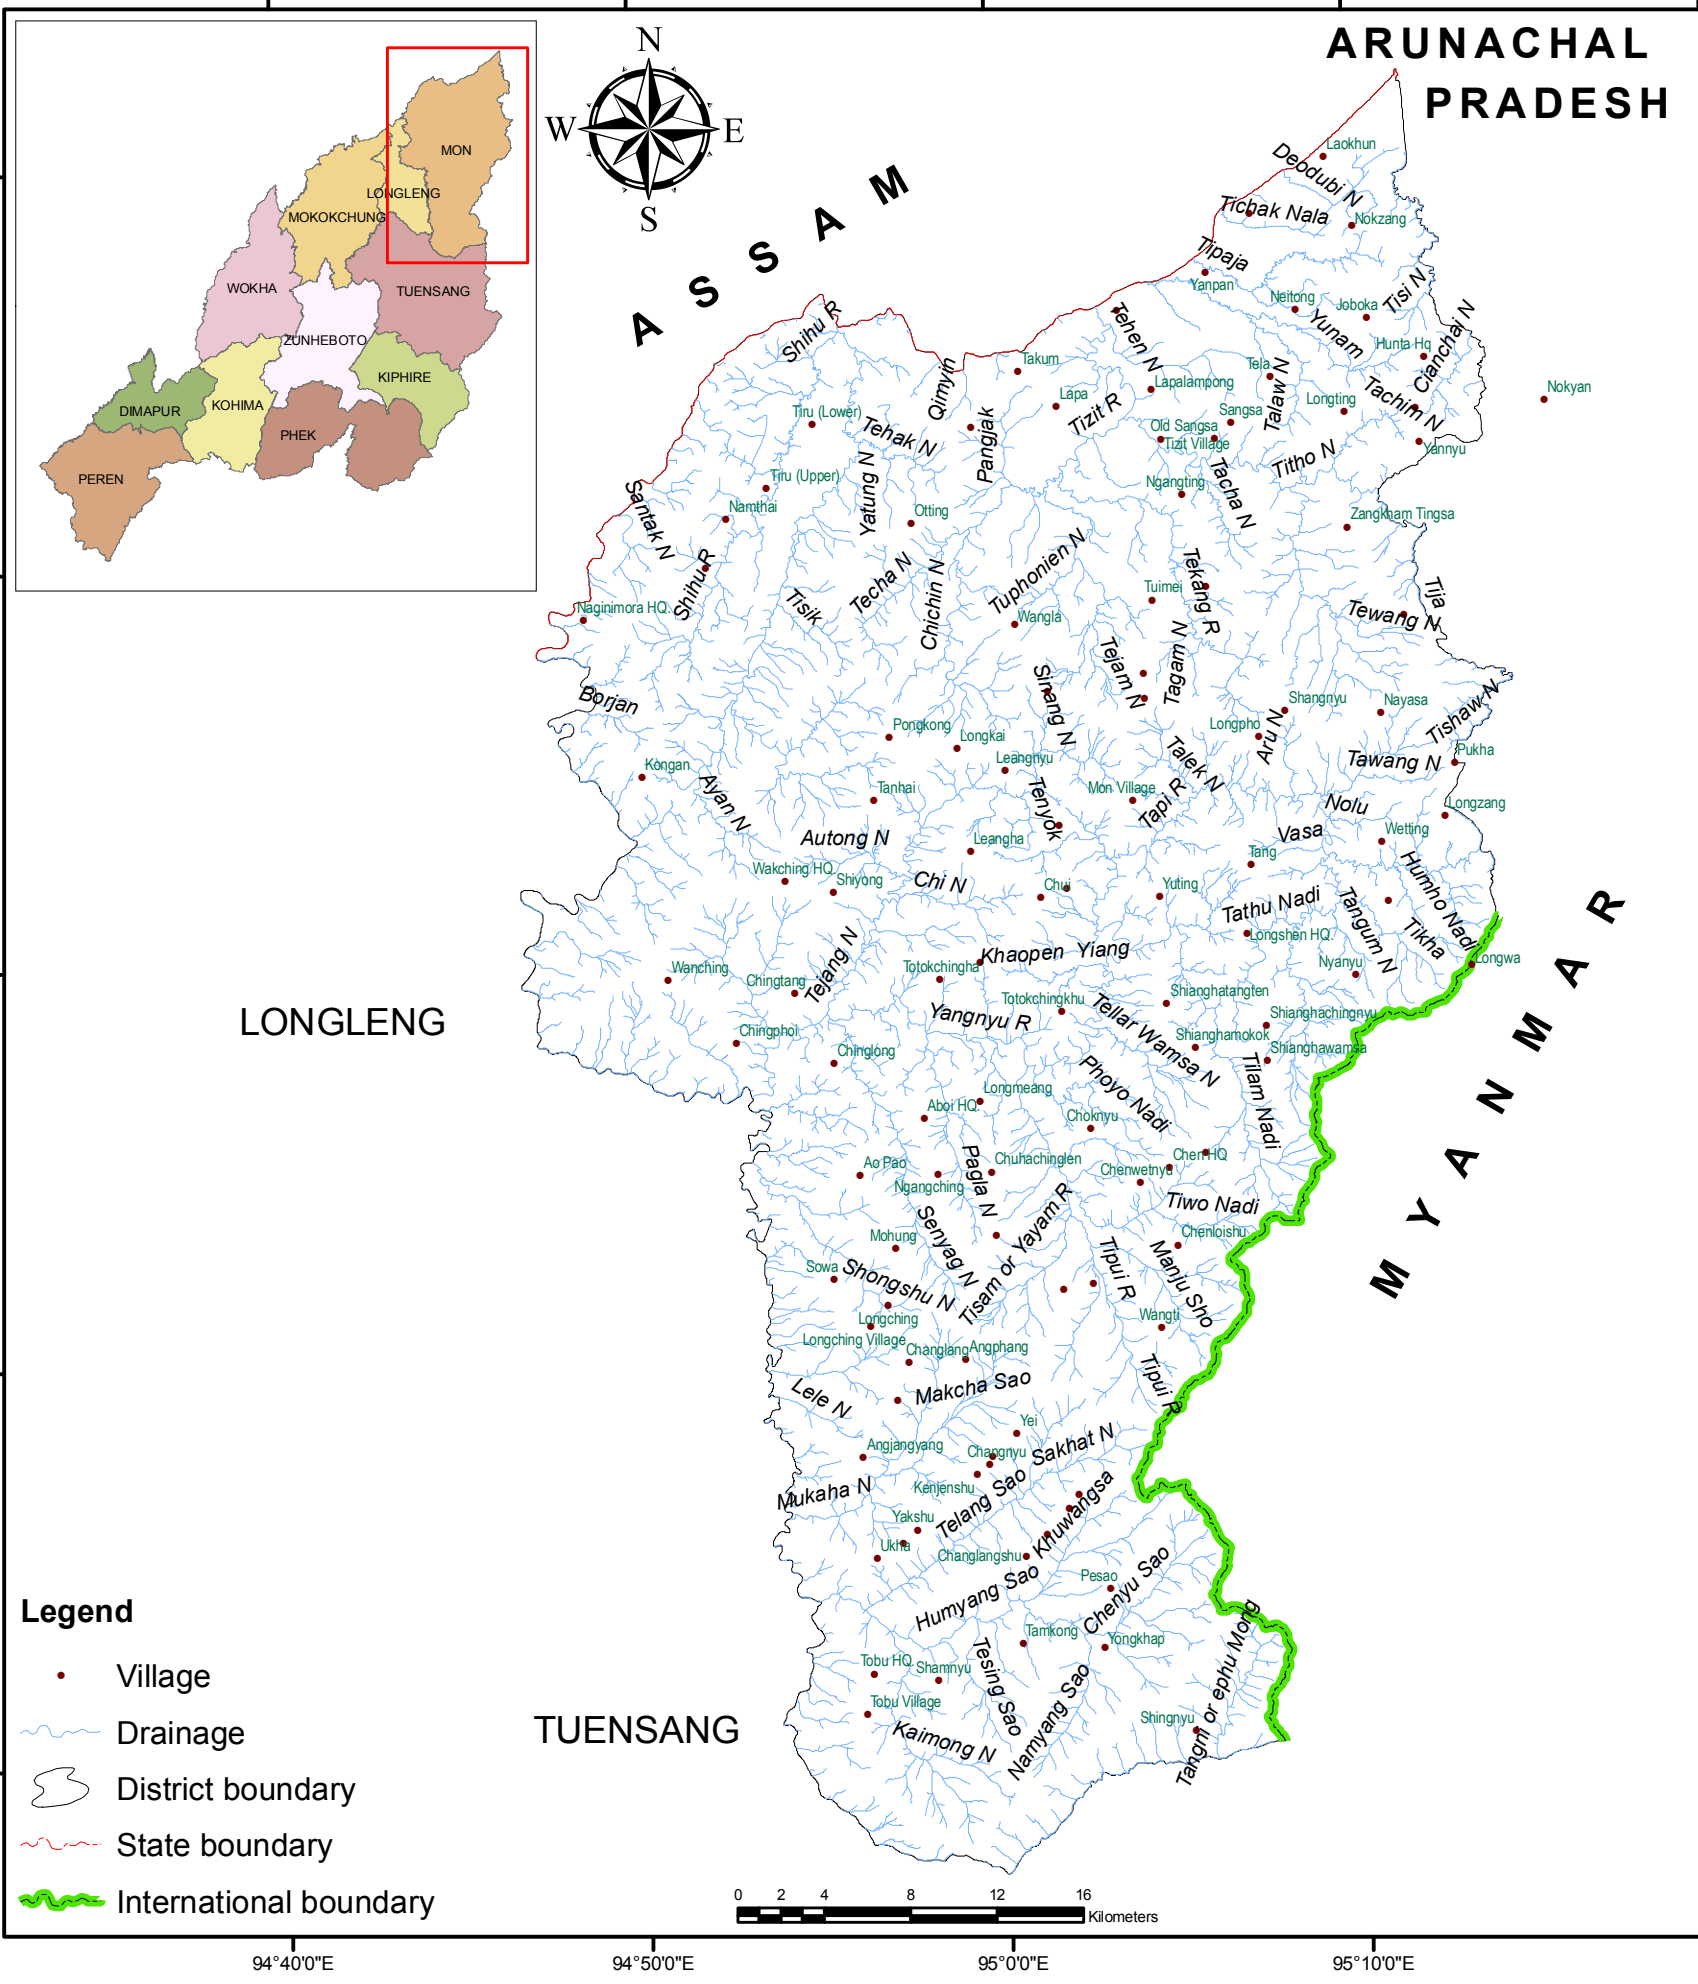 ARUNACHAL
PRADESH
N
W
E
S
MON
LONGLENG
MOKOKCHUNG
WOKHA
TUENSANG
ZUNHEBOTO
KIPHIRE
DIMAPUR
KOHIMA
PHEK
PEREN
ASSAM
MYANMAR
LONGLENG
TUENSANG
Laokhun
Deodubi N
Tichak Nala
Nokzang
Tipaja
Yanpan
Neitong
Joboka
Tisi N
Yunam
Hunta Hq
Cianchai N
Shihu R
Tehen N
Takum
Qimyin
Tela
Talaw N
Lapalampong
Lapa
Tizit R
Longting
Tachim N
Nokyan
Tiru (Lower)
Tehak N
Pangjak
Sangsa
Old Sangsa
Tizit Village
Titho N
Yannyu
Tiru (Upper)
Yatung N
Ngangting
Tacha N
Santak N
Namthai
Otting
Zangkham Tingsa
Shihu R
Tisik
Techa N
Chichin N
Tuphonien N
Tuimei
Tekang R
Tija
Tewang N
Naginimora HQ.
Wangla
Tejam N
Tagam N
Borjan
Sinang N
Shangnyu
Nayasa
Tishaw N
Pongkong
Longkai
Longpho
Aru N
Leangnyu
Talek N
Tawang N
Pukha
Kongan
Ayan N
Tanhai
Tenyok
Mon Village
Tapi R
Nolu
Longzang
Autong N
Leangha
Vasa
Wetting
Tang
Humho Nadi
Wakching HQ.
Shiyong
Chi N
Chui
Yuting
Tathu Nadi
Tangum N
Tikha
Longshen HQ.
Wanching
Chingtang
Tejang N
Totokchingha
Khaopen Yiang
Nyanyu
Longwa
Totokchingkhu
Shianghatangten
Yangnyu R
Tellar Wamsa N
Shianghachingnyu
Chingphoi
Chinglong
Shianghamokok
Shianghawamsa
Phoyo Nadi
Tilam Nadi
Longmeang
Aboi HQ.
Choknyu
Ao Pao
Ngangching
Pagla N
Chuhachinglen
Chenwetnyu
Chen HQ
Tiwo Nadi
Mohung
Senyag N
Tisam or Yayam R
Chenloishu
Sowa
Shongshu N
Tipui R
Manju Sho
Longching
Longching Village
Wangti
Changlang
Angphang
Lele N
Makcha Sao
Tipui R
Yei
Angjangyang
Changnyu
Sakhat N
Kenjenshu
Mukaha N
Telang Sao
Yakshu
Ukha
Khuwangsa
Changlangshu
Humyang Sao
Pesao
Chenyu Sao
Tamkong
Yongkhap
Tobu HQ.
Shamnyu
Tesing Sao
Namyang Sao
Tobu Village
Shingnyu
Tangni or ephu Mong
Kaimong N
Legend
Village
Drainage
District boundary
State boundary
International boundary
0 2 4 8 12 16
Kilometers
94°40'0"E 94°50'0"E 95°0'0"E 95°10'0"E